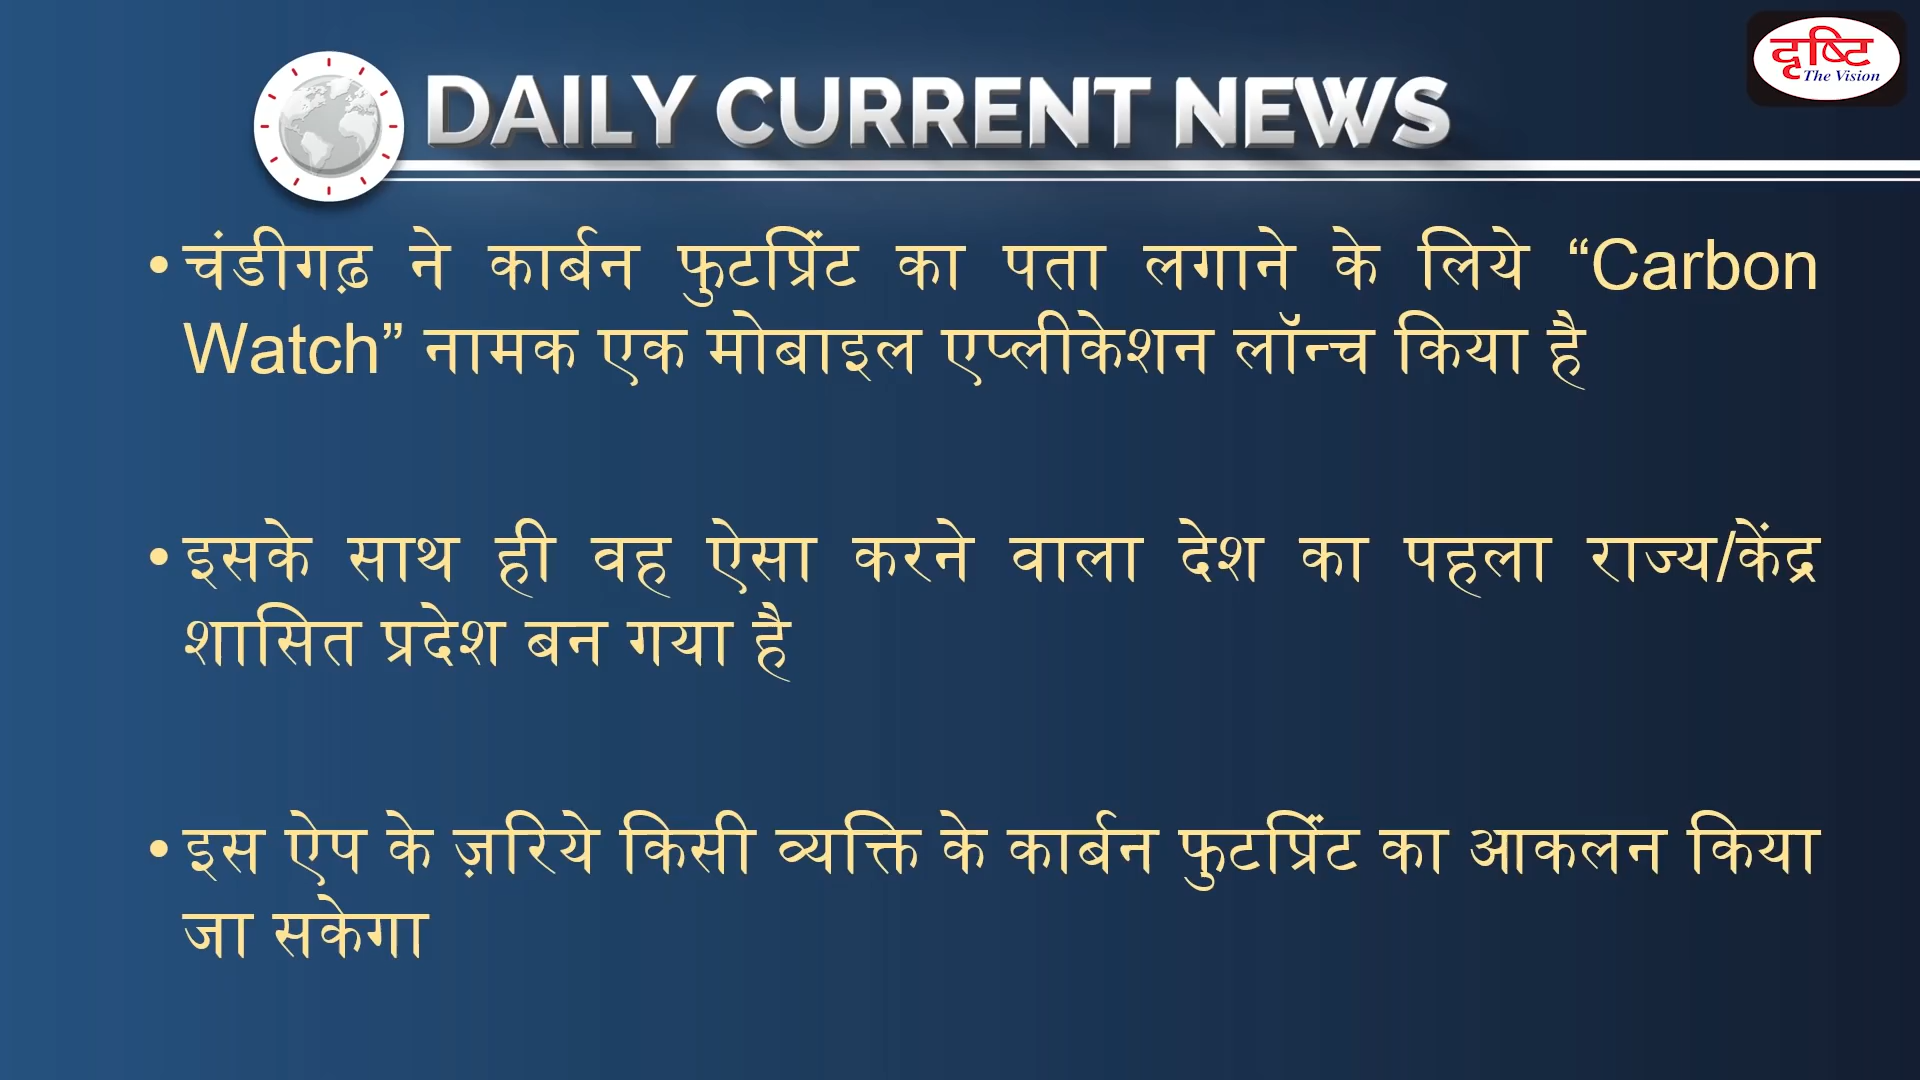 दृष्टि
The Vision
DAILY CURRENT NEWS
• चंडीगढ़ ने कार्बन फुटप्रिंट का पता लगाने के लिये “Carbon
Watch” नामक एक मोबाइल एप्लीकेशन लॉन्च किया है
• इसके साथ ही वह ऐसा करने वाला देश का पहला राज्य/केंद्र
शासित प्रदेश बन गया है
• इस ऐप के ज़रिये किसी व्यक्ति के कार्बन फुटप्रिंट का आकलन किया
जा सकेगा